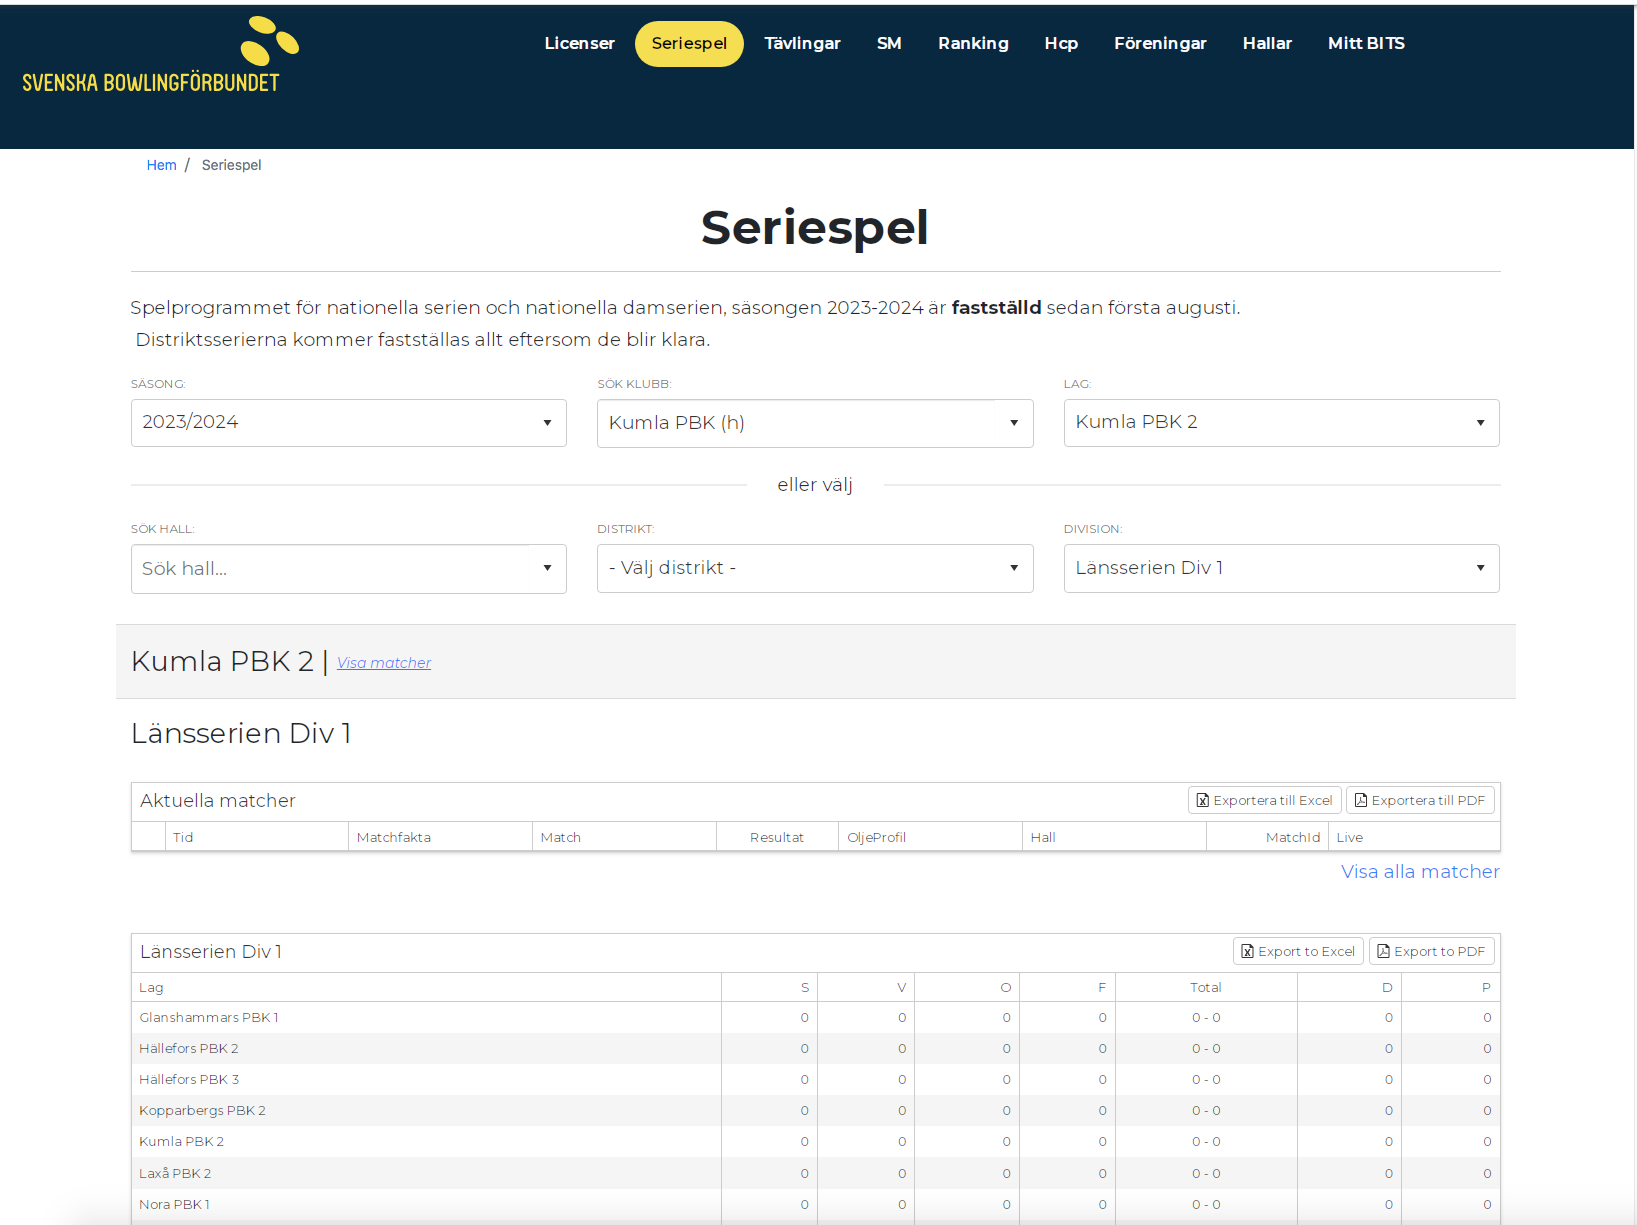 SVENSKA BOWLINGFÖRBUNDET
Licenser Seriespel Tävlingar SM Ranking Hcp Föreningar Hallar Mitt BITS
Hem / Seriespel
Seriespel
Spelprogrammet för nationella serien och nationella damserien, säsongen 2023-2024 är fastställd sedan första augusti.
Distriktsserierna kommer fastställas allt eftersom de blir klara.
SÄSONG: SÖK KLUBB: LAG:
2023/2024 Kumla PBK (h) Kumla PBK 2
eller välj
SÖK HALL: DISTRIKT: DIVISION:
Sök hall... - Välj distrikt - Länsserien Div 1
Kumla PBK 2 | Visa matcher
Länsserien Div 1
Aktuella matcher Exportera till Excel Exportera till PDF
Tid Matchfakta Match Resultat OljeProfil Hall MatchId Live
Visa alla matcher
Länsserien Div 1 Export to Excel Export to PDF
Lag S V O F Total D P
Glanshammars PBK 1 0 0 0 0 0 - 0 0 0
Hällefors PBK 2 0 0 0 0 0 - 0 0 0
Hällefors PBK 3 0 0 0 0 0 - 0 0 0
Kopparbergs PBK 2 0 0 0 0 0 - 0 0 0
Kumla PBK 2 0 0 0 0 0 - 0 0 0
Laxå PBK 2 0 0 0 0 0 - 0 0 0
Nora PBK 1 0 0 0 0 0 - 0 0 0